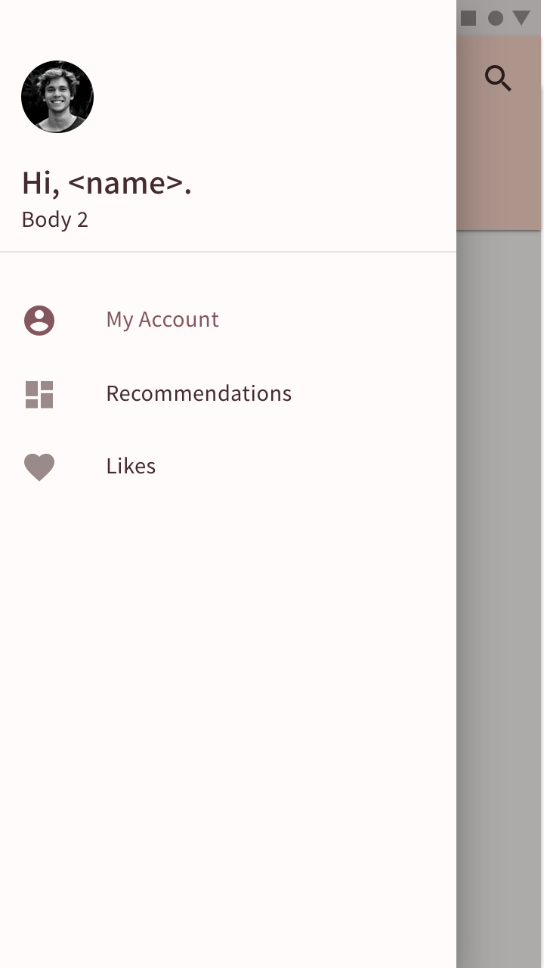 Hi, <name>.
Body 2
My Account
Recommendations
Likes